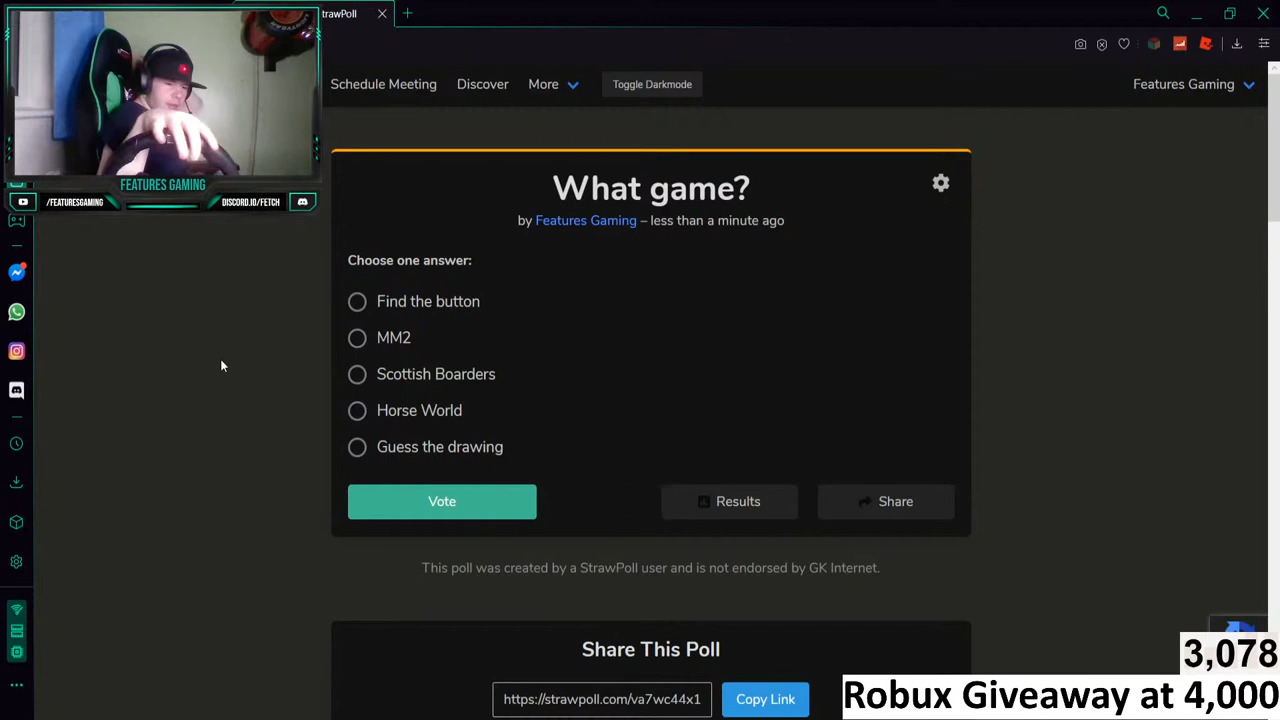 strawPoll
Schedule Meeting Discover More Toggle Darkmode Features Gaming
FEATURES GAMING
/FEATURESGAMING DISCORD.IO/FETCH
What game?
by Features Gaming – less than a minute ago
Choose one answer:
Find the button
MM2
Scottish Boarders
Horse World
Guess the drawing
Vote Results Share
This poll was created by a StrawPoll user and is not endorsed by GK Internet.
Share This Poll
https://strawpoll.com/va7wc44x1 Copy Link
3,078
Robux Giveaway at 4,000